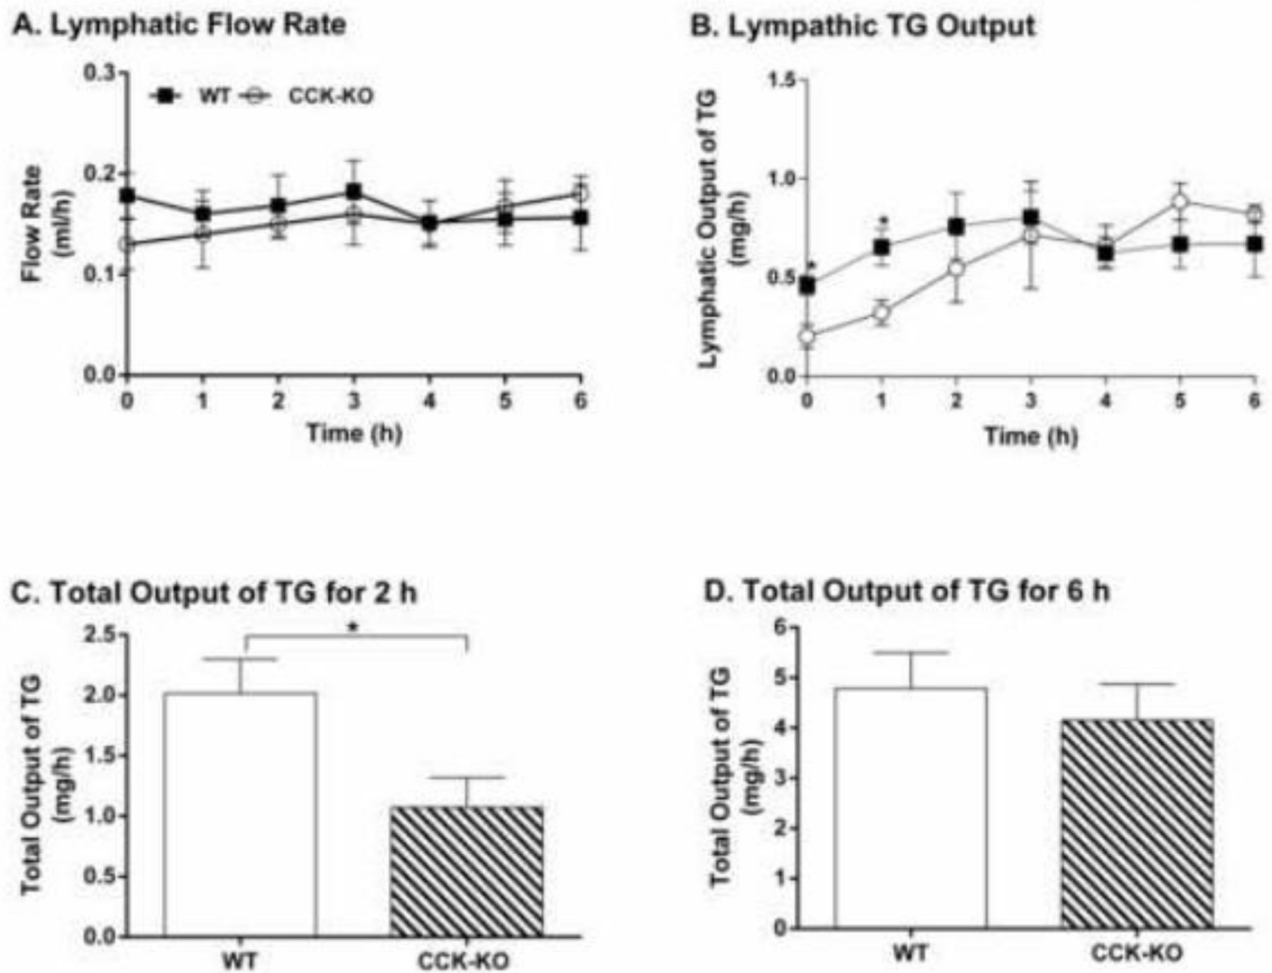 A. Lymphatic Flow Rate
0.3
0.2
0.1
0.0
Flow Rate
(ml/h)
WT CCK-KO
0 1 2 3 4 5 6
Time (h)
B. Lympathic TG Output
1.5
1.0
0.5
0.0
Lymphatic Output of TG
(mg/h)
*
*
0 1 2 3 4 5 6
Time (h)
C. Total Output of TG for 2 h
2.5
2.0
1.5
1.0
0.5
0.0
Total Output of TG
(mg/h)
*
WT CCK-KO
D. Total Output of TG for 6 h
6
5
4
3
2
1
0
Total Output of TG
(mg/h)
WT CCK-KO